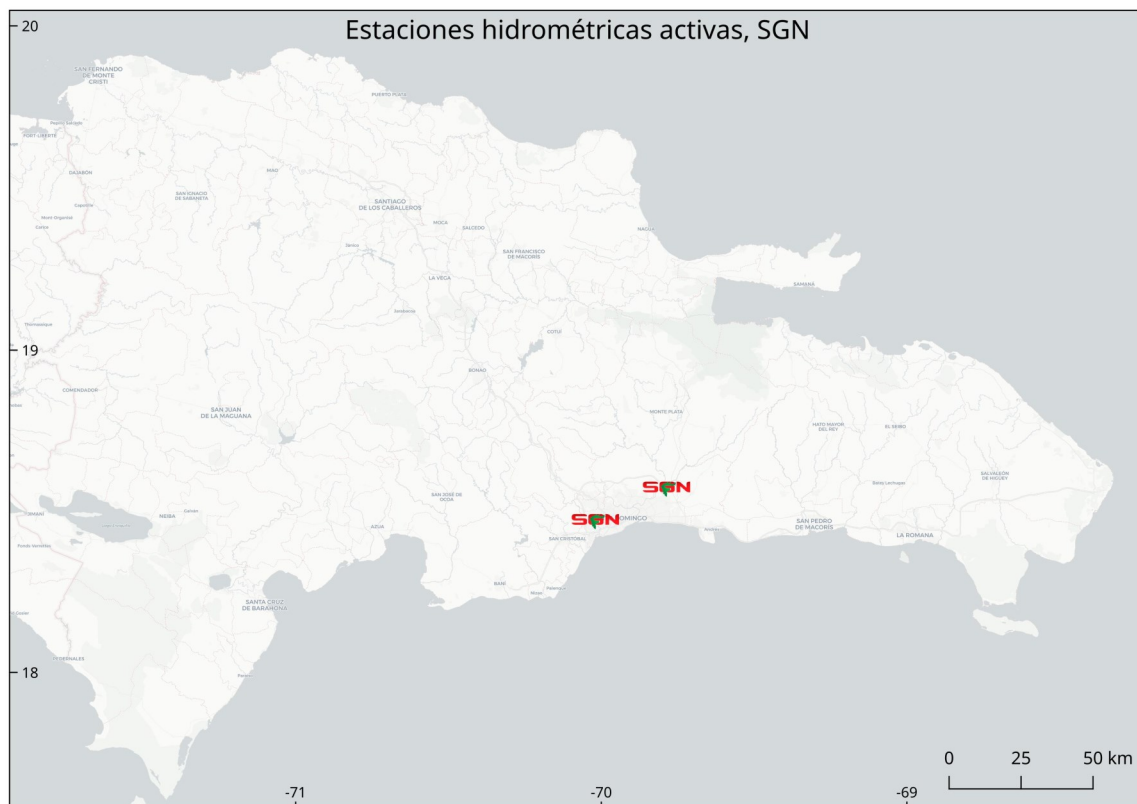 20
Estaciones hidrométricas activas, SGN
SAN FERNANDO
DE MONTE
CRISTI
PUERTO PLATA
DAJABÓN
MAO
SAN IGNACIO
DE SABANETA
SANTIAGO
DE LOS CABALLEROS
MOCA
SALCEDO
NAGUA
SAN FRANCISCO
DE MACORÍS
LA VEGA
SAMANÁ
19
COTUÍ
BONAO
COMENDADOR
SAN JUAN
DE LA MAGUANA
MONTE PLATA
HATO MAYOR
DEL REY
EL SEIBO
SALVALEÓN
DE HIGÜEY
SGN
SAN JOSÉ DE
OCOA
NEIBA
AZUA
SGN
OMINGO
SAN PEDRO
DE MACORÍS
LA ROMANA
SAN CRISTÓBAL
BANÍ
Palenque
SANTA CRUZ
DE BARAHONA
PEDERNALES
18
0 25 50 km
-71 -70 -69